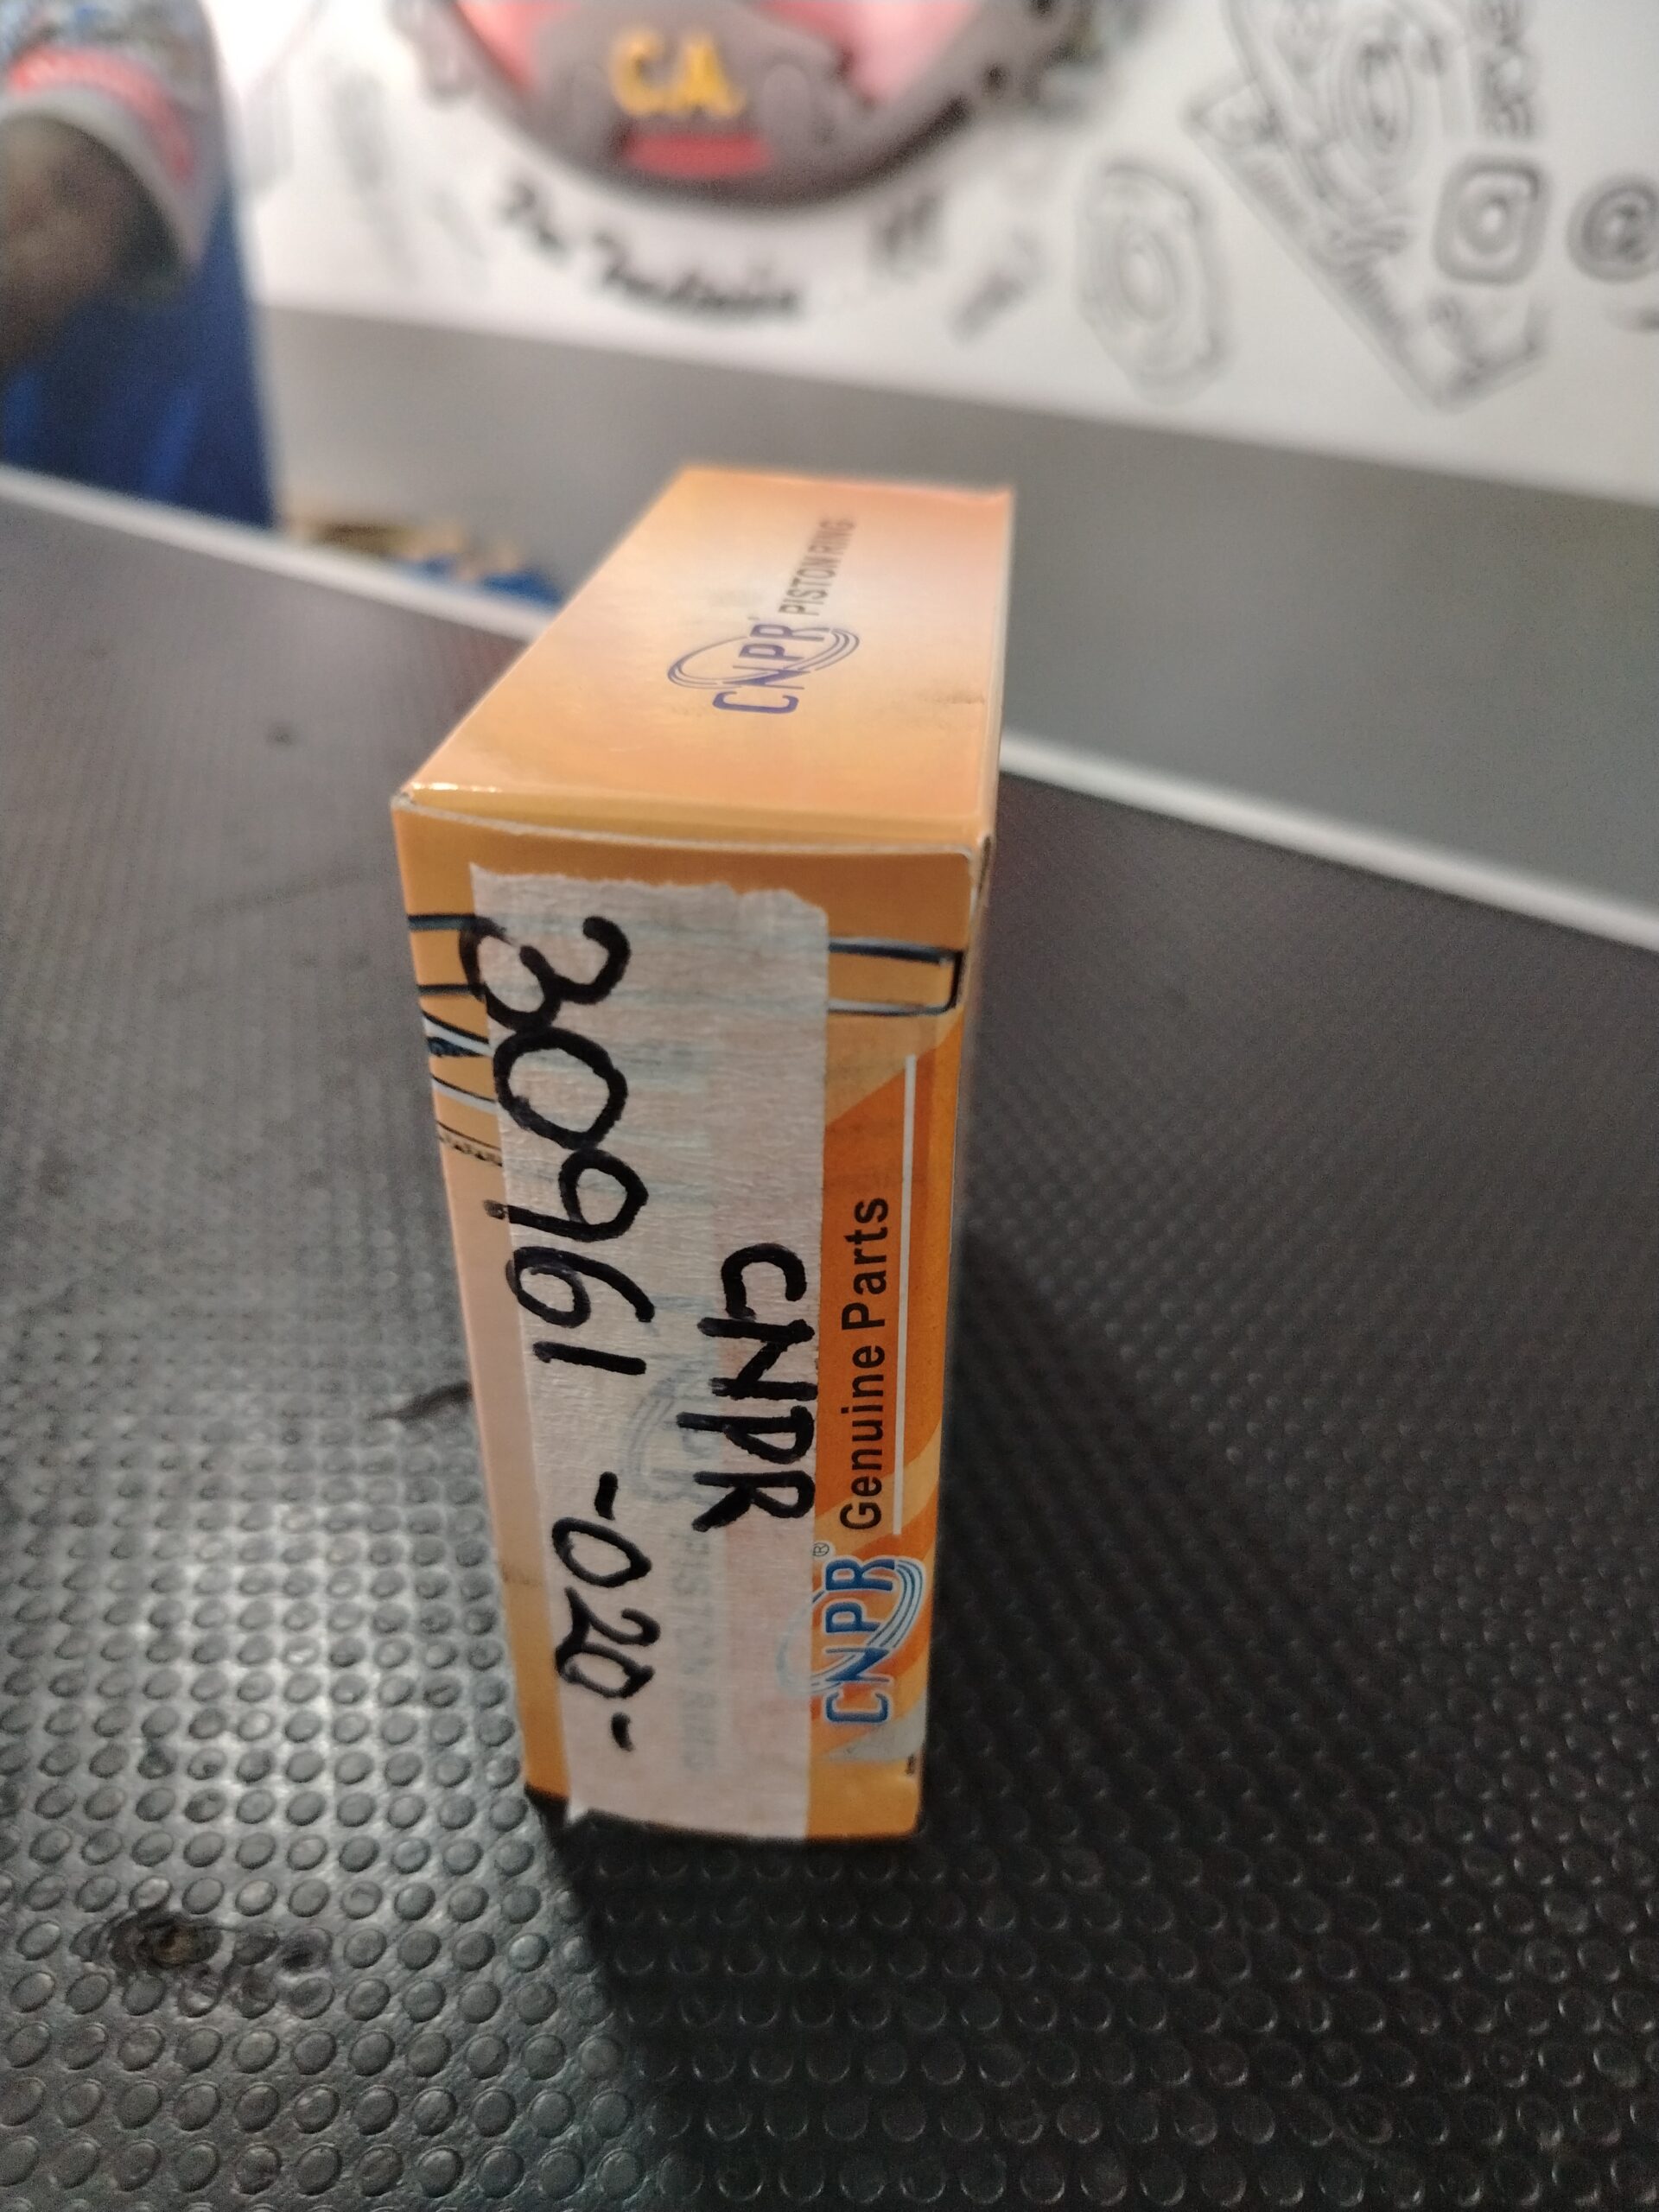 C.A.
CNPR PISTON RING
30961 -020-
CNPR
CNPR® Genuine Parts